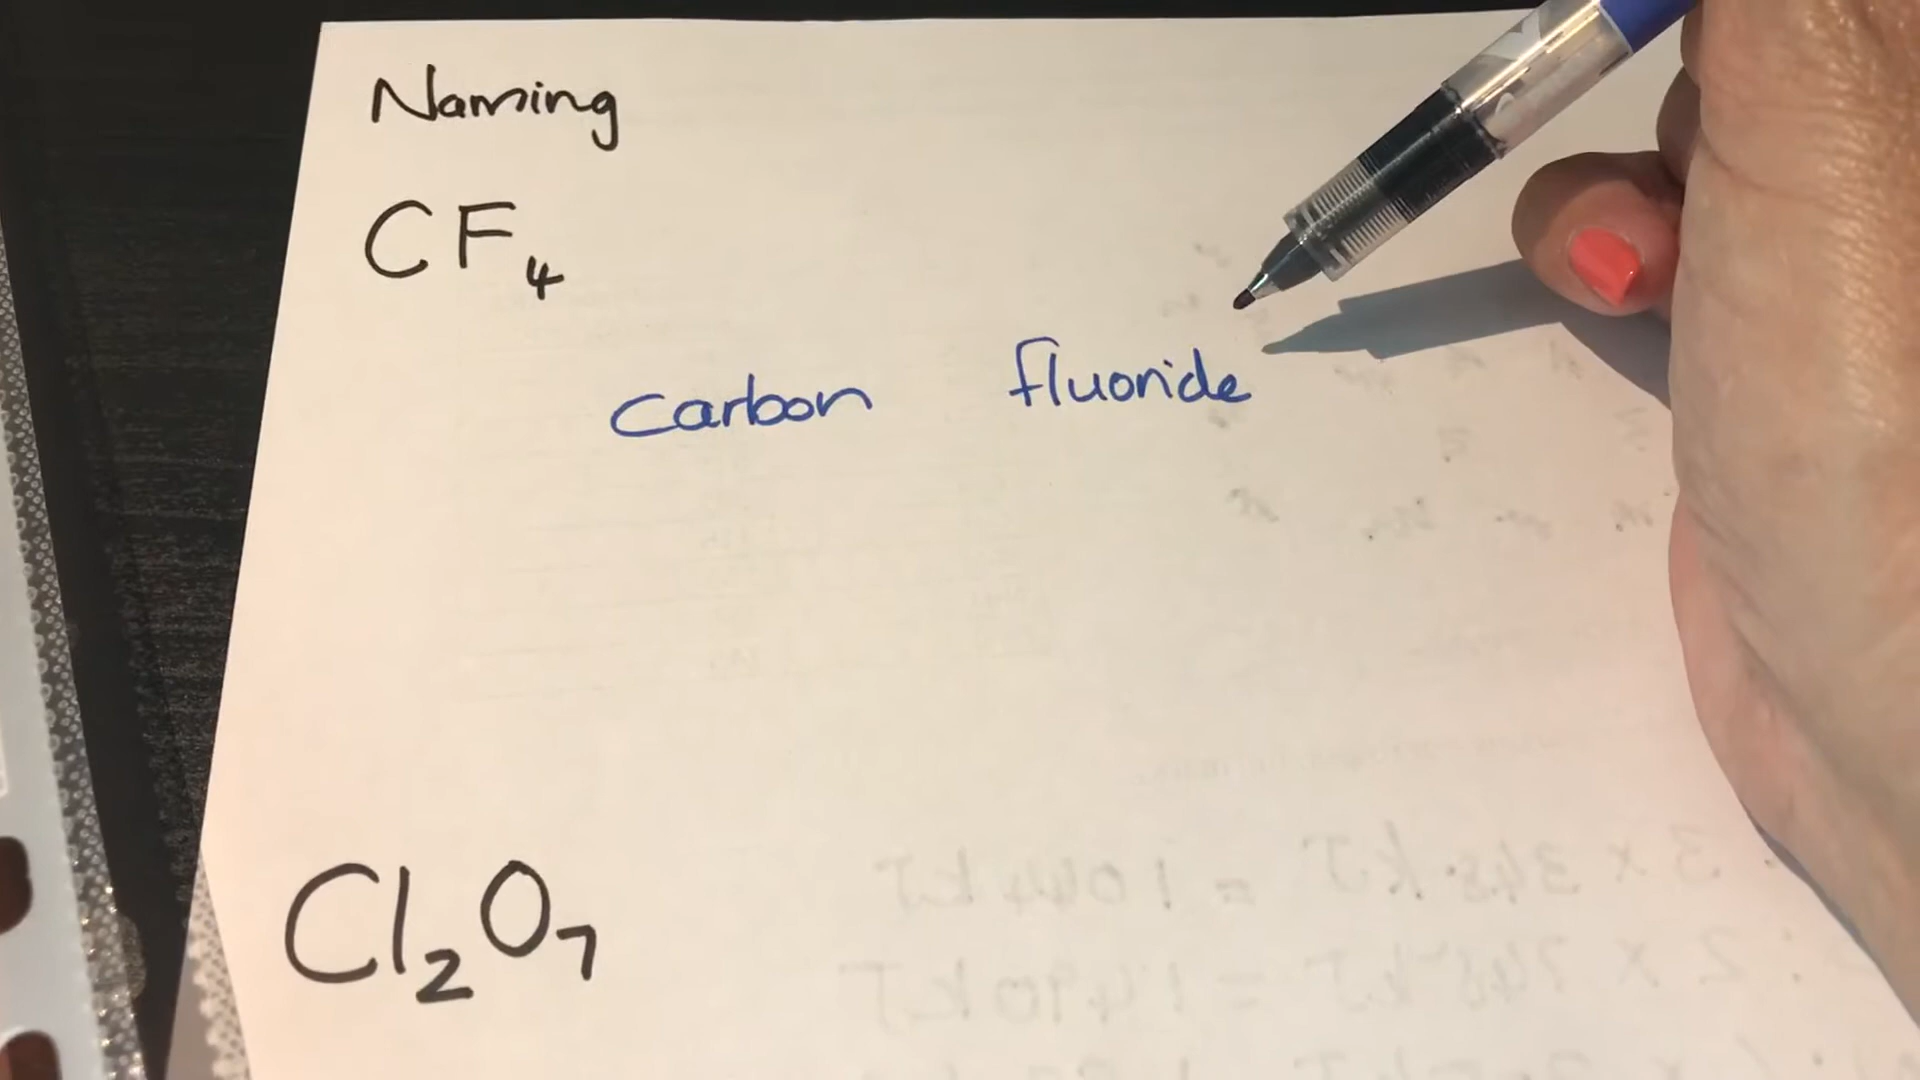 Naming
CF₄
carbon fluoride
Cl₂O₇